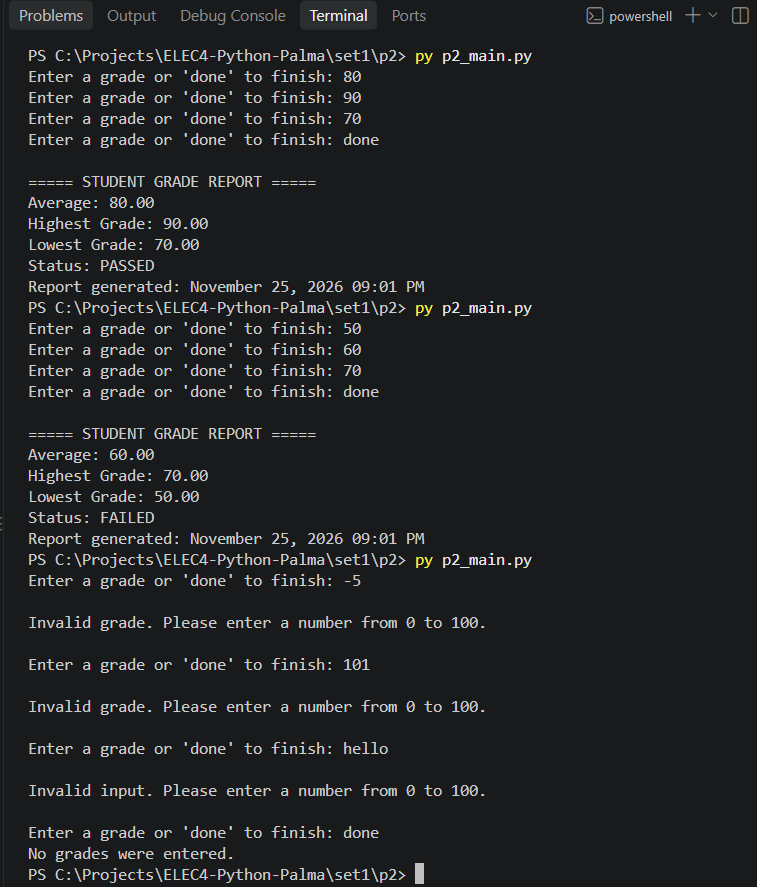 Problems Output Debug Console Terminal Ports powershell
PS C:\Projects\ELEC4-Python-Palma\set1\p2> py p2_main.py
Enter a grade or 'done' to finish: 80
Enter a grade or 'done' to finish: 90
Enter a grade or 'done' to finish: 70
Enter a grade or 'done' to finish: done
===== STUDENT GRADE REPORT =====
Average: 80.00
Highest Grade: 90.00
Lowest Grade: 70.00
Status: PASSED
Report generated: November 25, 2026 09:01 PM
PS C:\Projects\ELEC4-Python-Palma\set1\p2> py p2_main.py
Enter a grade or 'done' to finish: 50
Enter a grade or 'done' to finish: 60
Enter a grade or 'done' to finish: 70
Enter a grade or 'done' to finish: done
===== STUDENT GRADE REPORT =====
Average: 60.00
Highest Grade: 70.00
Lowest Grade: 50.00
Status: FAILED
Report generated: November 25, 2026 09:01 PM
PS C:\Projects\ELEC4-Python-Palma\set1\p2> py p2_main.py
Enter a grade or 'done' to finish: -5
Invalid grade. Please enter a number from 0 to 100.
Enter a grade or 'done' to finish: 101
Invalid grade. Please enter a number from 0 to 100.
Enter a grade or 'done' to finish: hello
Invalid input. Please enter a number from 0 to 100.
Enter a grade or 'done' to finish: done
No grades were entered.
PS C:\Projects\ELEC4-Python-Palma\set1\p2>